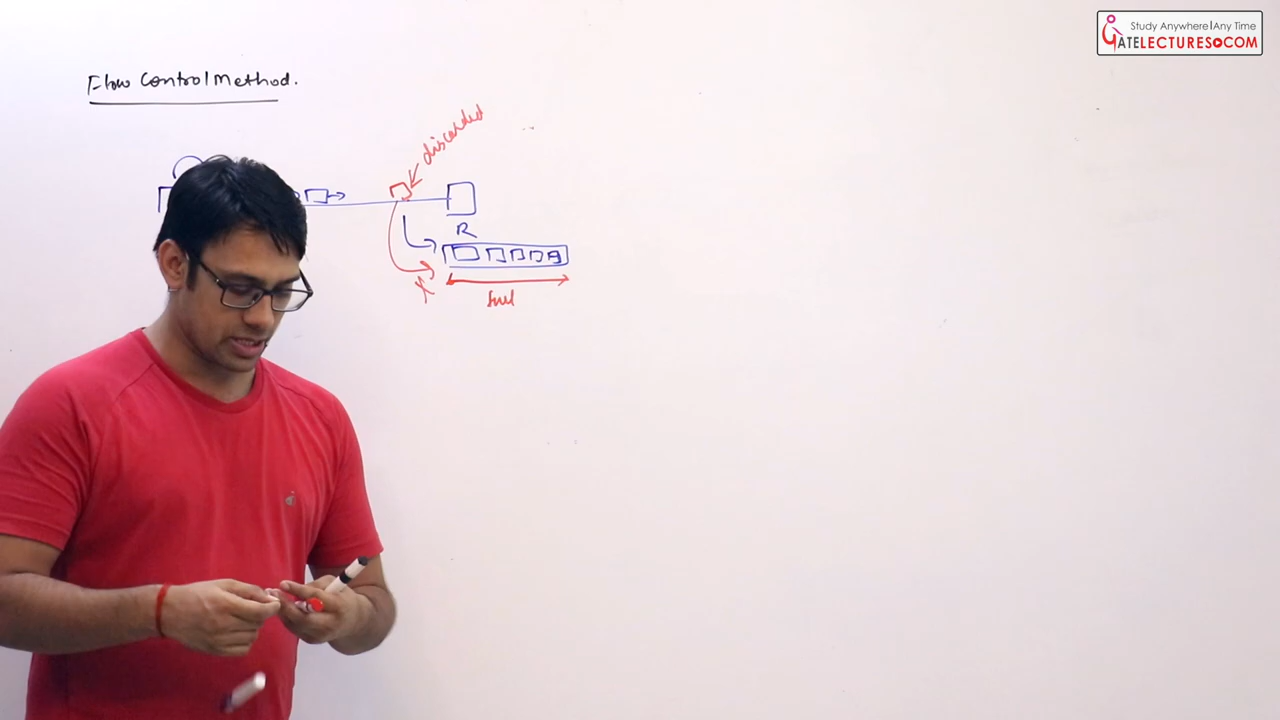 Study Anywhere|Any Time
GATELECTURES.COM
Flow Control Method.
discarded
R
full